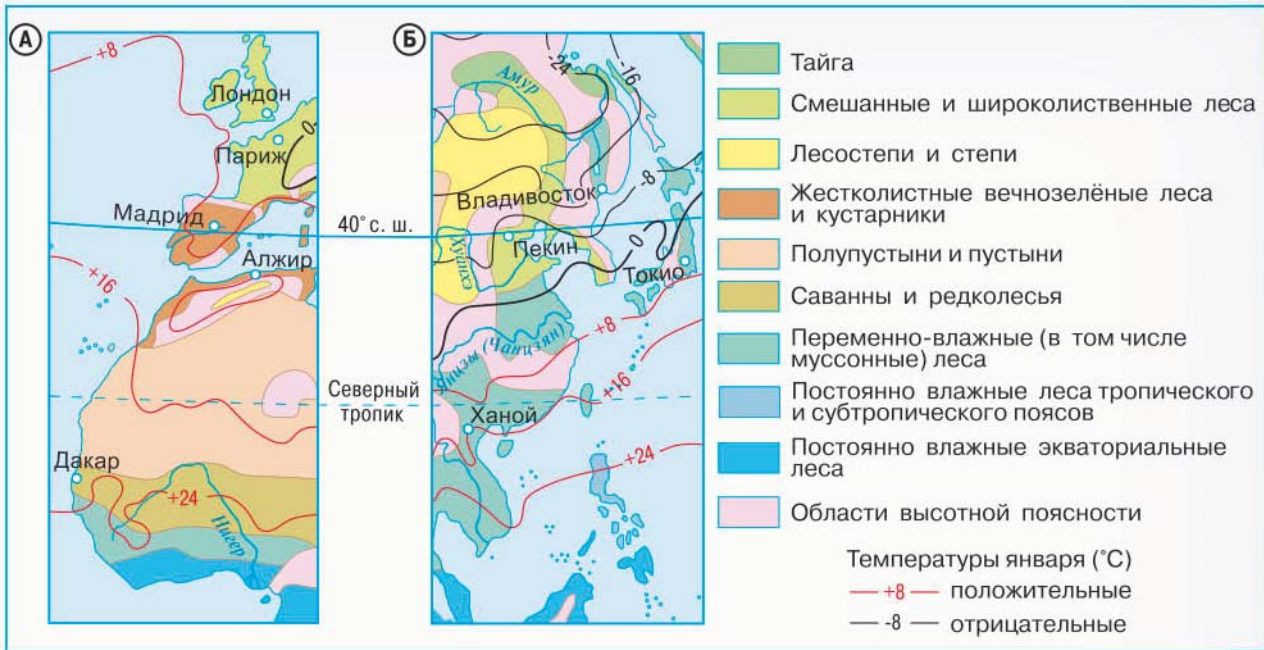 А
+8
Лондон
0
Париж
Мадрид
Алжир
+16
Дакар
+24
Нигер
40° с. ш.
Северный
тропик
Б
-24
-16
Амур
Владивосток
-8
Пекин
0
Хуанхэ
Токио
+8
Янцзы (Чанцзян)
+16
Ханой
+24
Тайга
Смешанные и широколиственные леса
Лесостепи и степи
Жестколистные вечнозелёные леса
и кустарники
Полупустыни и пустыни
Саванны и редколесья
Переменно-влажные (в том числе
муссонные) леса
Постоянно влажные леса тропического
и субтропического поясов
Постоянно влажные экваториальные
леса
Области высотной поясности
Температуры января (°С)
+8 положительные
-8 отрицательные